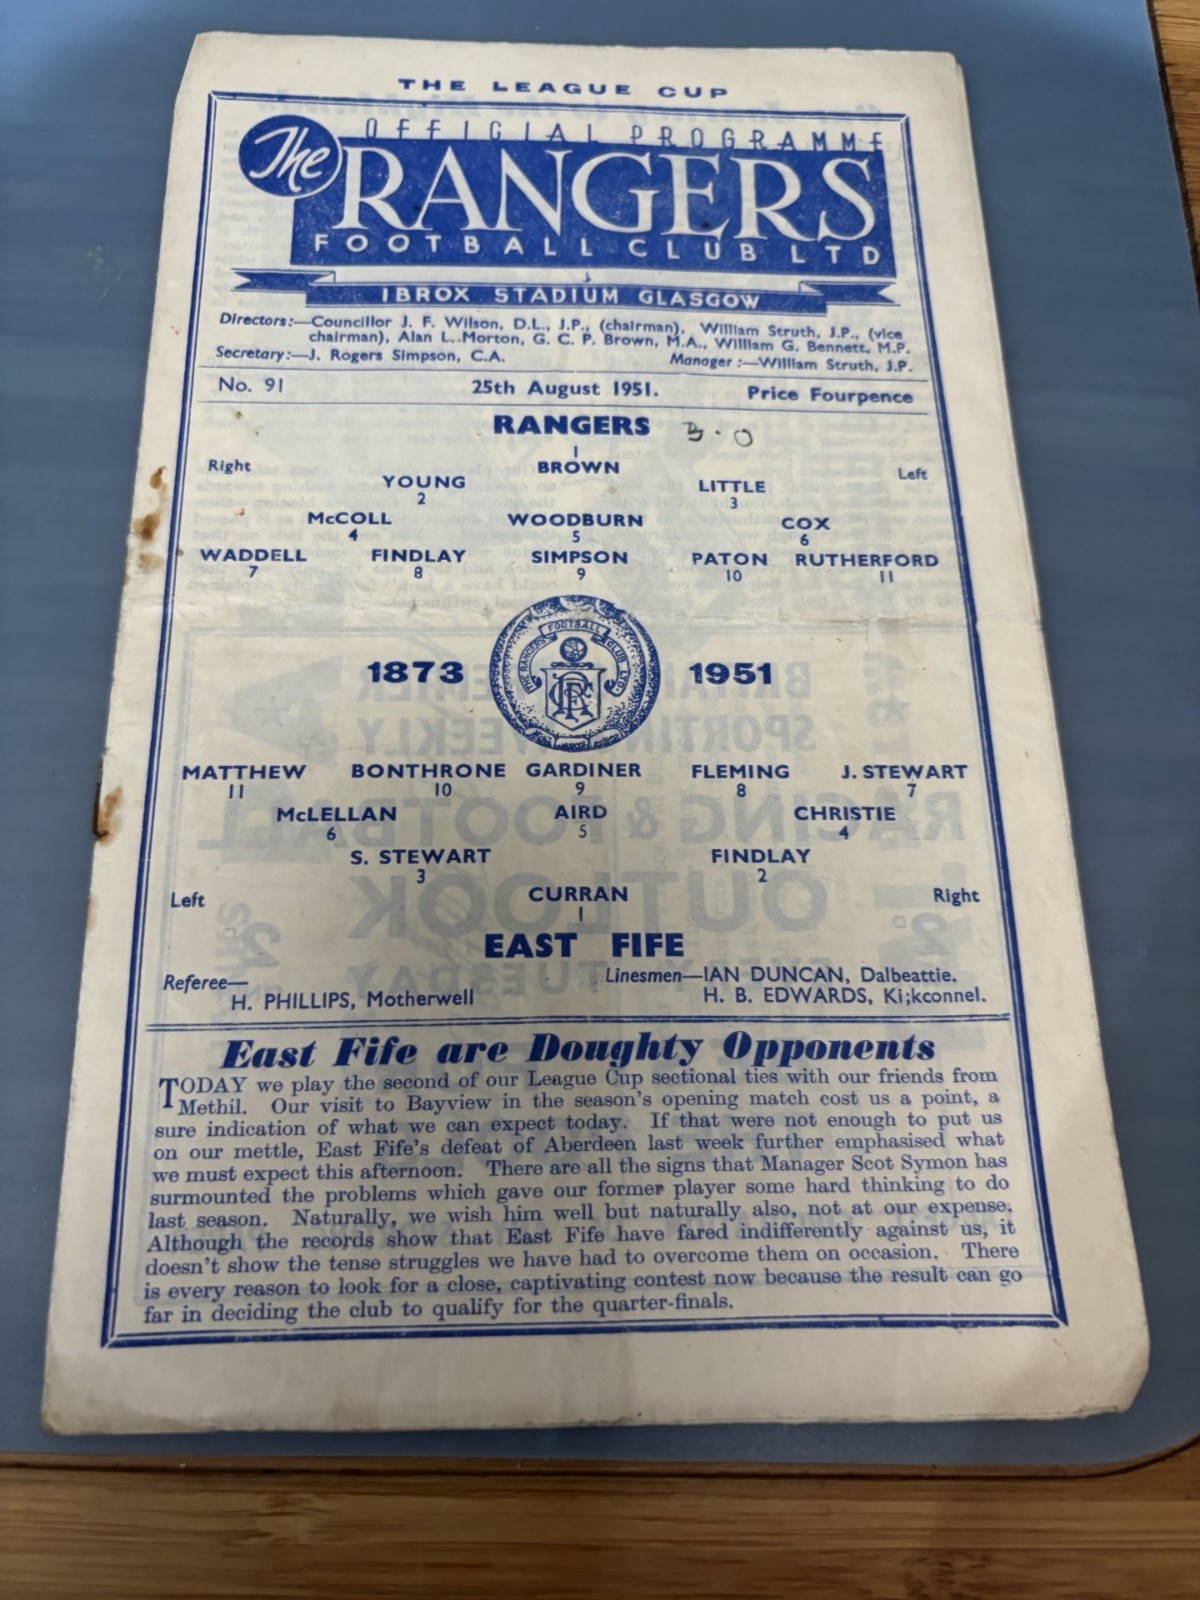 THE LEAGUE CUP
OFFICIAL PROGRAMME
The RANGERS
FOOTBALL CLUB LTD
IBROX STADIUM GLASGOW
Directors:—Councillor J. F. Wilson, D.L., J.P., (chairman), William Struth, J.P., (vice
chairman), Alan L. Morton, G. C. P. Brown, M.A., William G. Bennett, M.P.
Secretary:—J. Rogers Simpson, C.A. Manager:—William Struth, J.P.
No. 91 25th August 1951. Price Fourpence
RANGERS 3-0
Right 1 Left
BROWN
YOUNG LITTLE
2 3
McCOLL WOODBURN COX
4 5 6
WADDELL FINDLAY SIMPSON PATON RUTHERFORD
7 8 9 10 11
THE RANGERS FOOTBALL CLUB LTD.
1873 1951
MATTHEW BONTHRONE GARDINER FLEMING J. STEWART
11 10 9 8 7
McLELLAN AIRD CHRISTIE
6 5 4
S. STEWART FINDLAY
3 2
Left CURRAN Right
1
EAST FIFE
Referee— Linesmen—IAN DUNCAN, Dalbeattie.
H. PHILLIPS, Motherwell H. B. EDWARDS, Ki;kconnel.
East Fife are Doughty Opponents
TODAY we play the second of our League Cup sectional ties with our friends from
Methil. Our visit to Bayview in the season's opening match cost us a point, a
sure indication of what we can expect today. If that were not enough to put us
on our mettle, East Fife's defeat of Aberdeen last week further emphasised what
we must expect this afternoon. There are all the signs that Manager Scot Symon has
surmounted the problems which gave our former player some hard thinking to do
last season. Naturally, we wish him well but naturally also, not at our expense.
Although the records show that East Fife have fared indifferently against us, it
doesn't show the tense struggles we have had to overcome them on occasion. There
is every reason to look for a close, captivating contest now because the result can go
far in deciding the club to qualify for the quarter-finals.